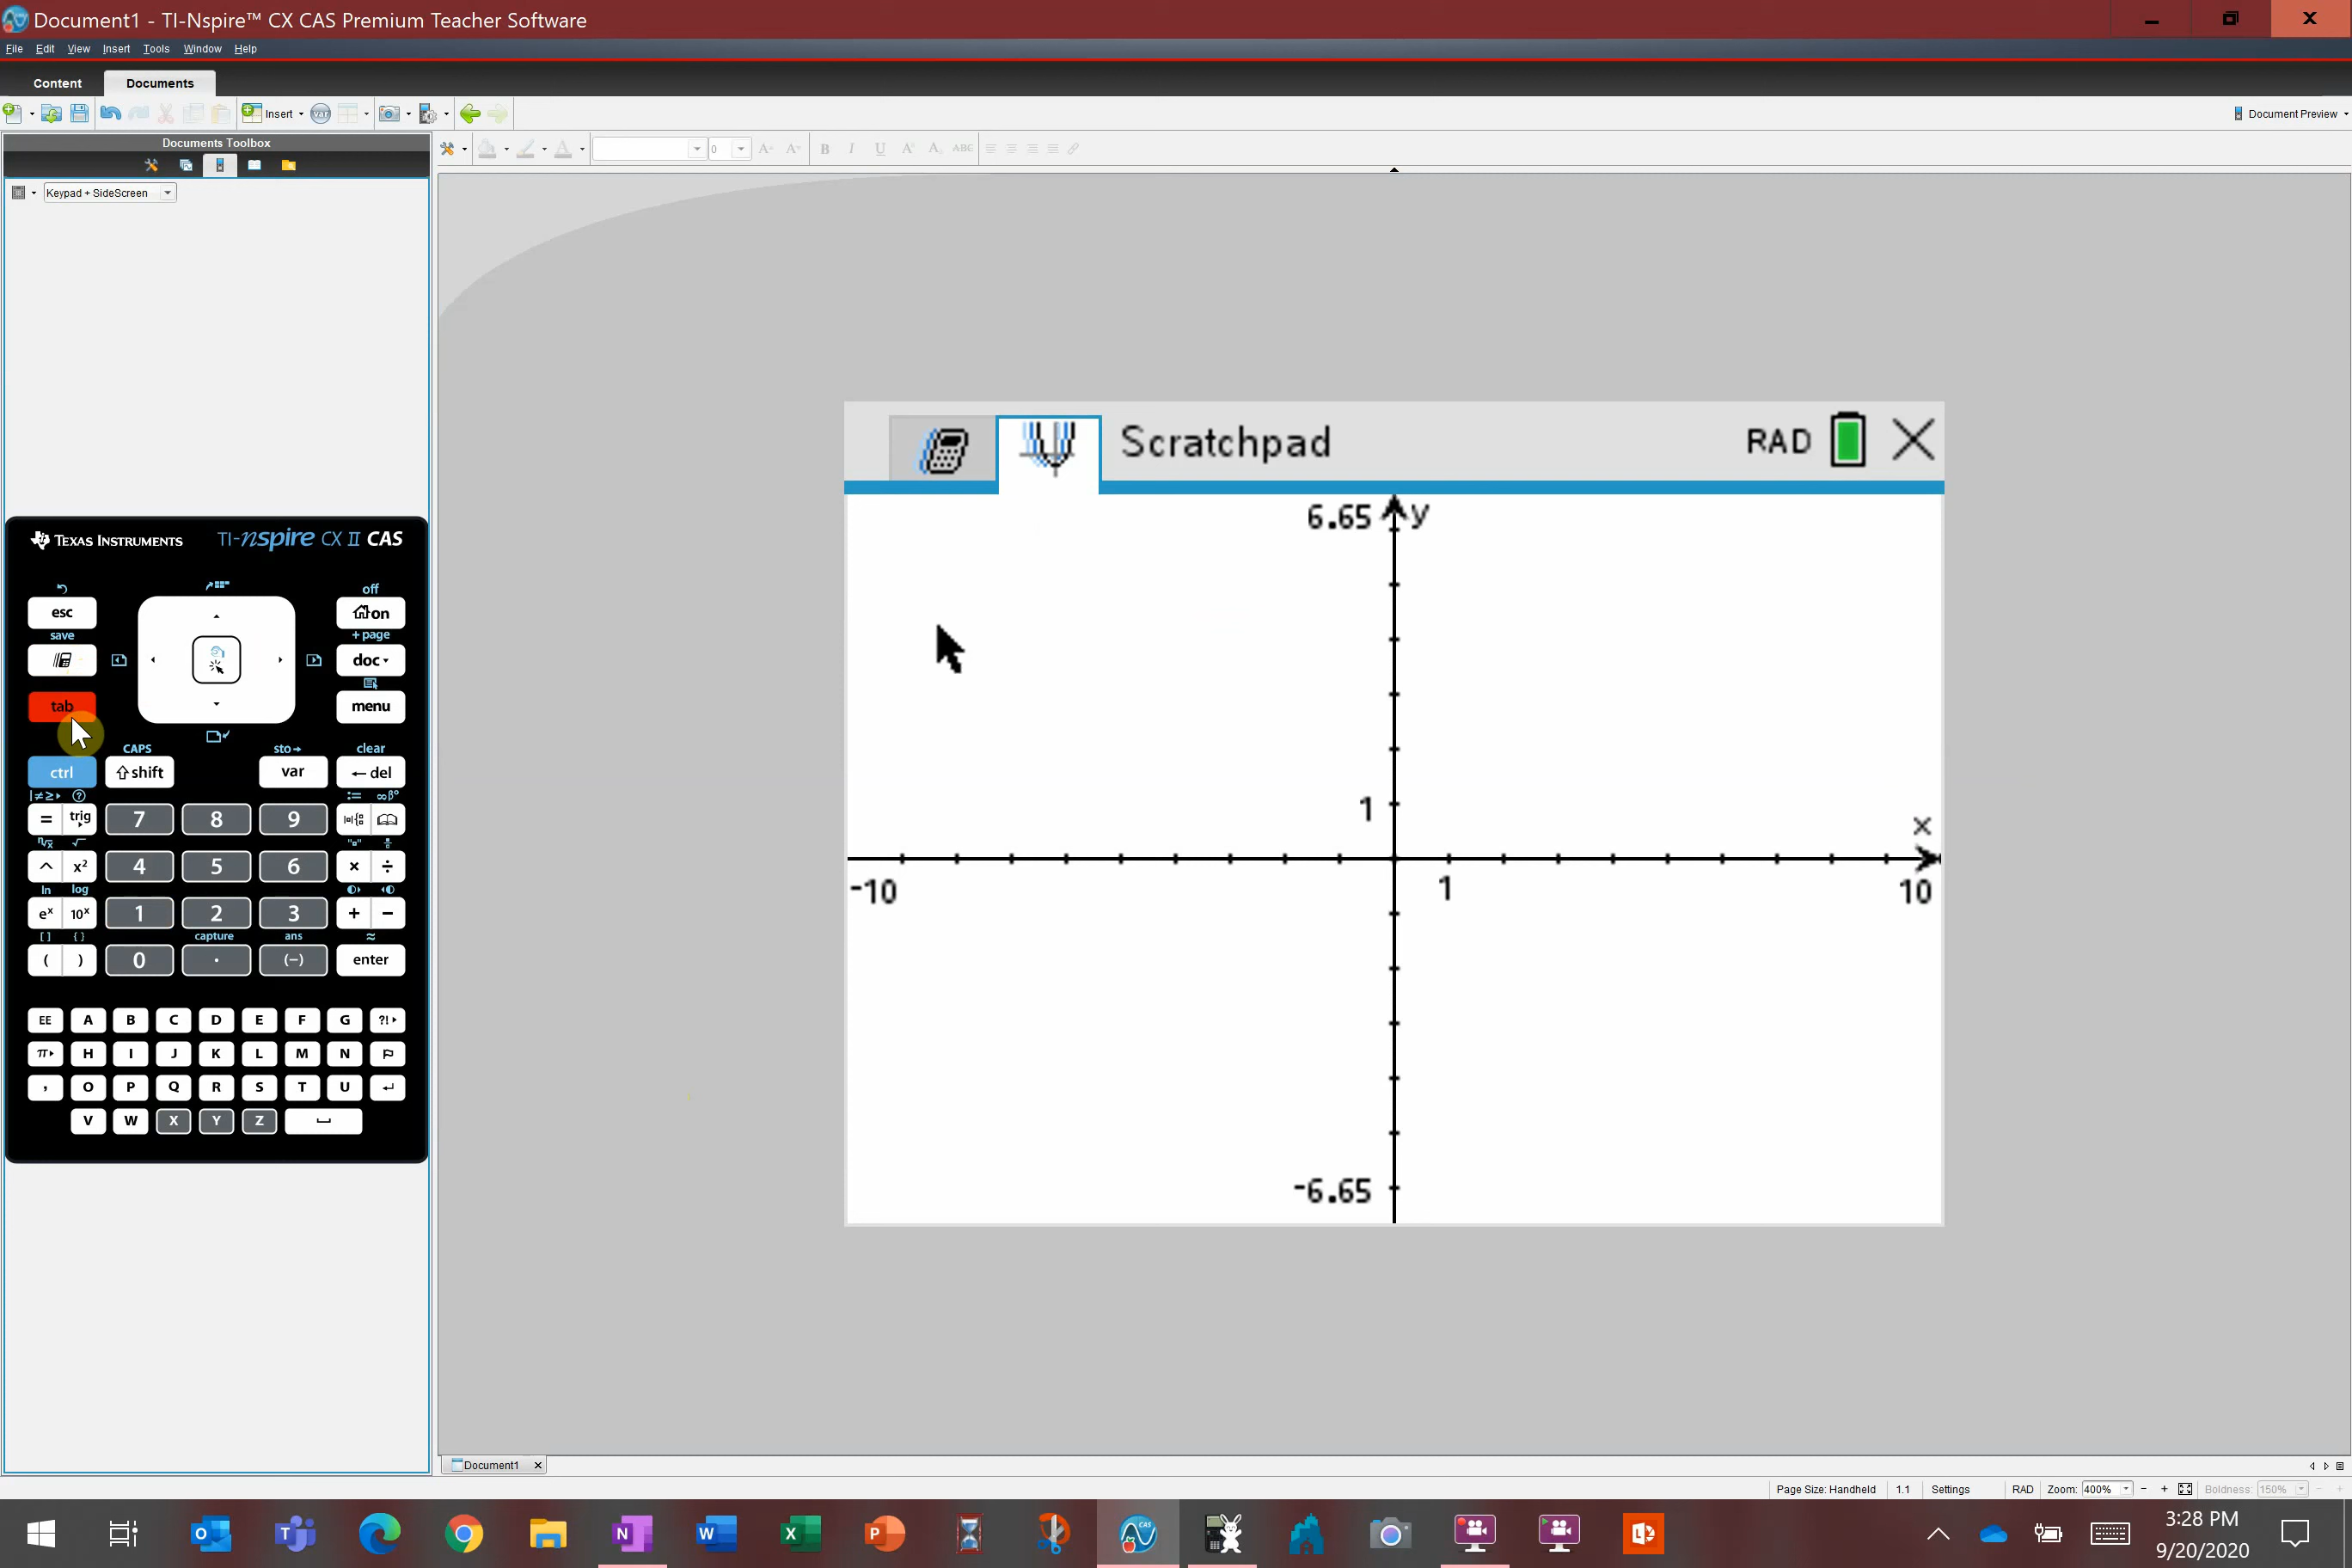 Document1 - TI-Nspire™ CX CAS Premium Teacher Software
File Edit View Insert Tools Window Help
Content Documents
Insert
Document Preview
Documents Toolbox
0 B I U ABC
Keypad + SideScreen
Scratchpad RAD
6.65 y
1
x
-10 1 10
-6.65
TEXAS INSTRUMENTS TI-nspire CX II CAS
off
esc on
save + page
doc
tab menu
CAPS sto→ clear
ctrl ⇧shift var ← del
|≠≥▸ ? := ∞β°
= trig 7 8 9
ⁿ√x √
^ x² 4 5 6 × ÷
ln log
eˣ 10ˣ 1 2 3 + −
[ ] { } capture ans ≈
( ) 0 . (−) enter
EE A B C D E F G ?!▸
π▸ H I J K L M N
, O P Q R S T U ↵
V W X Y Z
Document1
Page Size: Handheld 1.1 Settings RAD Zoom: 400% − + Boldness: 150% − +
3:28 PM
9/20/2020